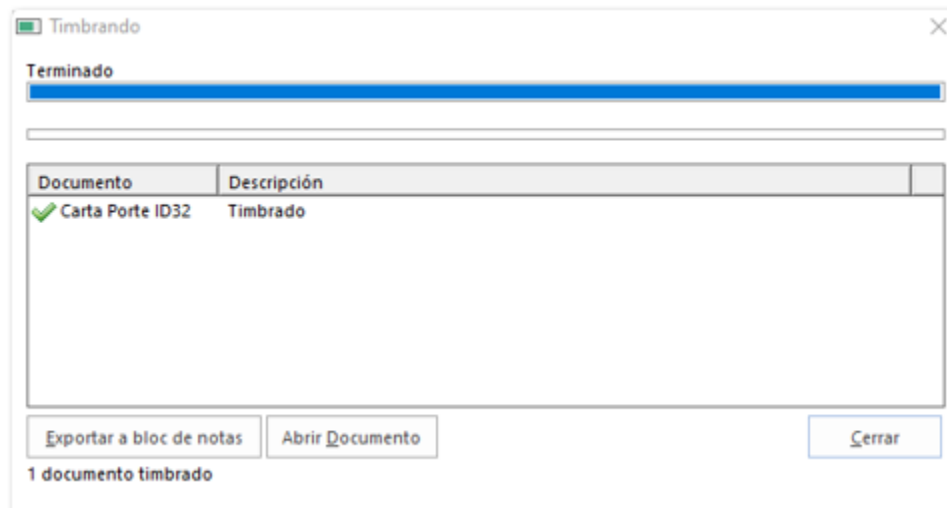 Timbrando
Terminado
Documento Descripción
Carta Porte ID32 Timbrado
Exportar a bloc de notas Abrir Documento Cerrar
1 documento timbrado